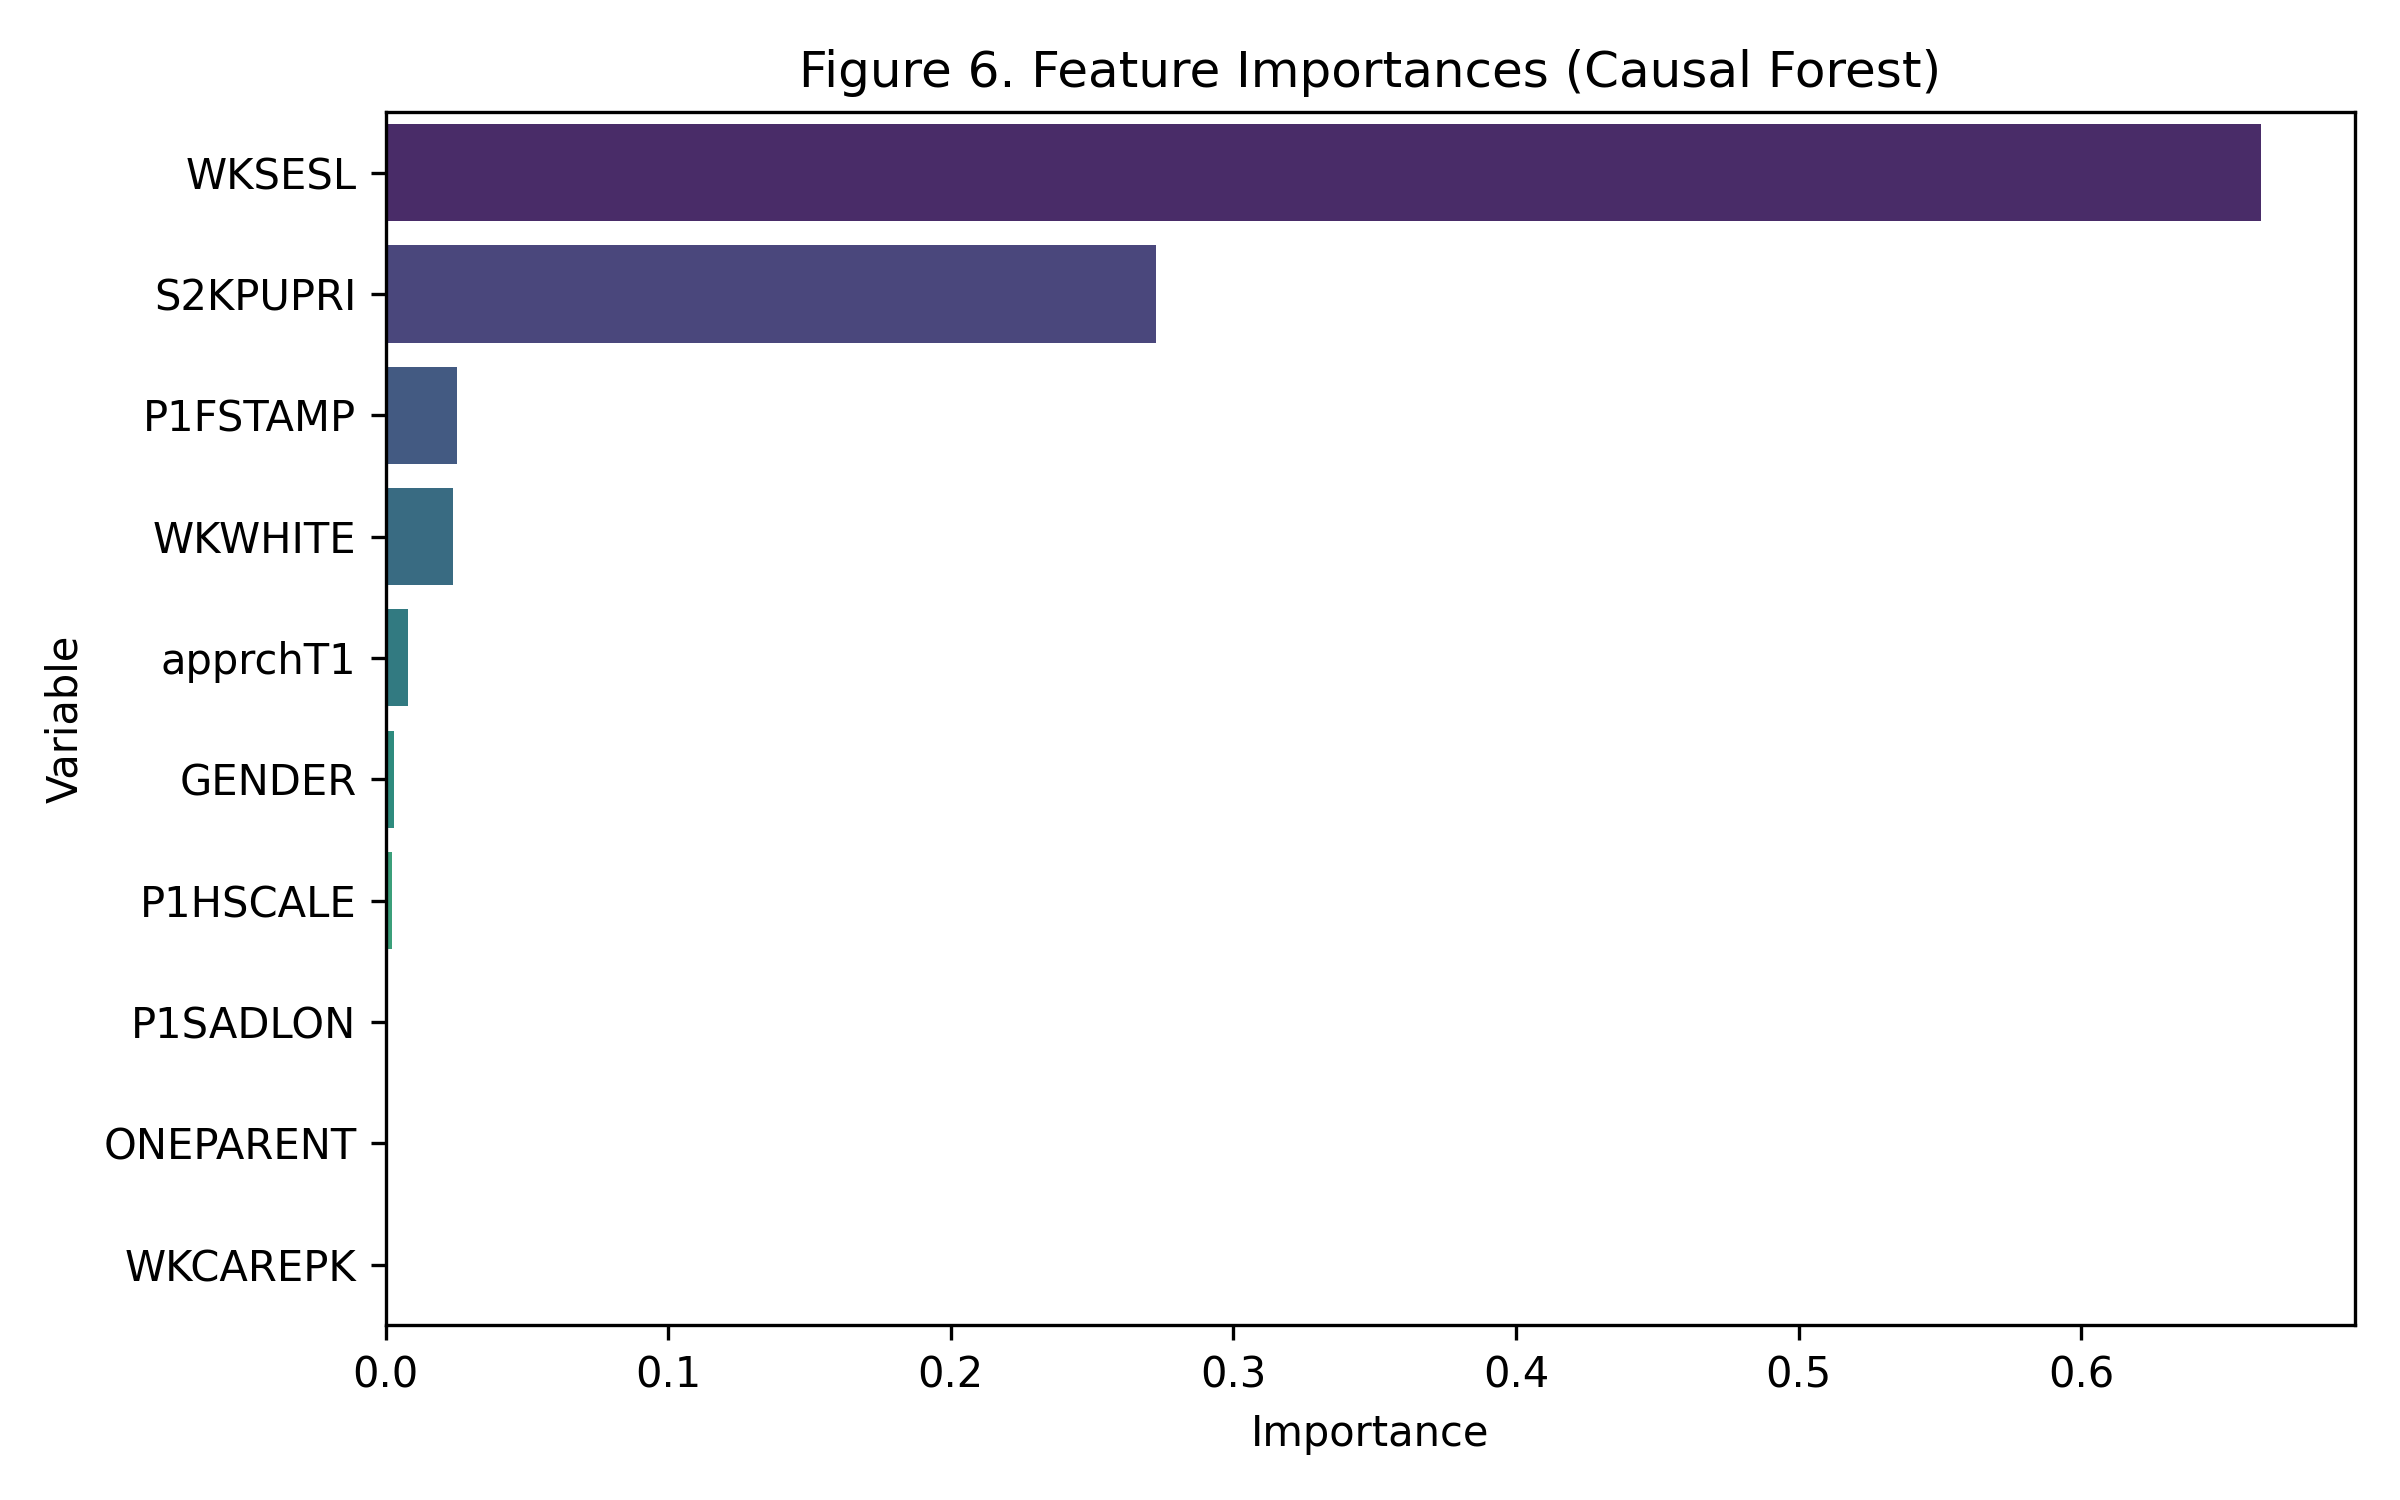 Figure 6. Feature Importances (Causal Forest)
WKSESL
S2KPUPRI
P1FSTAMP
WKWHITE
apprchT1
GENDER
P1HSCALE
P1SADLON
ONEPARENT
WKCAREPK
Variable
0.0 0.1 0.2 0.3 0.4 0.5 0.6
Importance